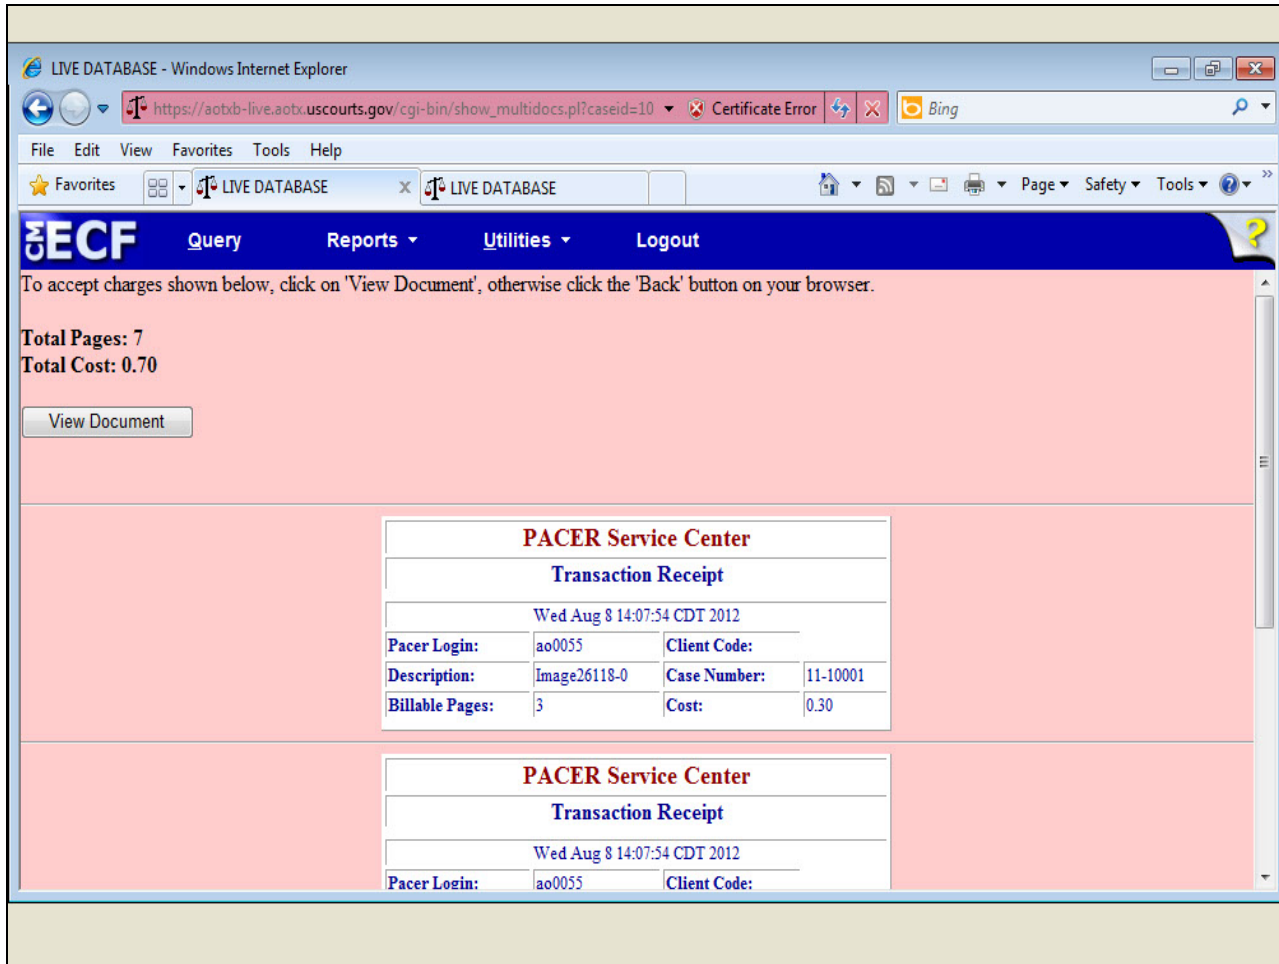 LIVE DATABASE - Windows Internet Explorer
https://aotxb-live.aotx.uscourts.gov/cgi-bin/show_multidocs.pl?caseid=10 Certificate Error Bing
File Edit View Favorites Tools Help
Favorites LIVE DATABASE x LIVE DATABASE Page Safety Tools »
CM ECF Query Reports Utilities Logout ?
To accept charges shown below, click on 'View Document', otherwise click the 'Back' button on your browser.
Total Pages: 7
Total Cost: 0.70
View Document
PACER Service Center
Transaction Receipt
Wed Aug 8 14:07:54 CDT 2012
Pacer Login: ao0055 Client Code:
Description: Image26118-0 Case Number: 11-10001
Billable Pages: 3 Cost: 0.30
PACER Service Center
Transaction Receipt
Wed Aug 8 14:07:54 CDT 2012
Pacer Login: ao0055 Client Code: